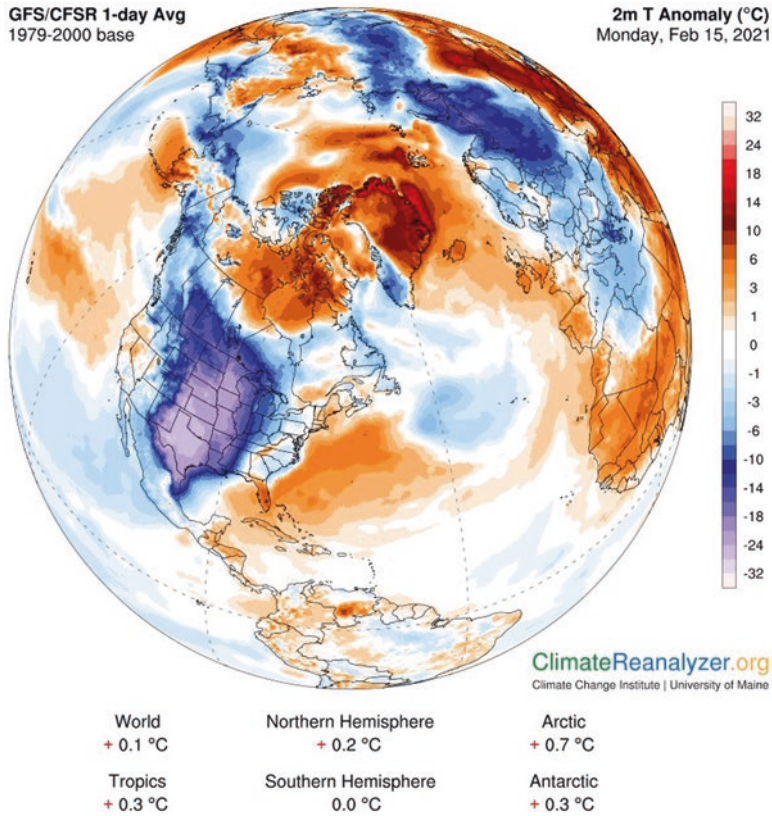 GFS/CFSR 1-day Avg
1979-2000 base
2m T Anomaly (°C)
Monday, Feb 15, 2021
32
24
18
14
10
6
3
1
0
-1
-3
-6
-10
-14
-18
-24
-32
ClimateReanalyzer.org
Climate Change Institute | University of Maine
World
+ 0.1 °C
Northern Hemisphere
+ 0.2 °C
Arctic
+ 0.7 °C
Tropics
+ 0.3 °C
Southern Hemisphere
0.0 °C
Antarctic
+ 0.3 °C